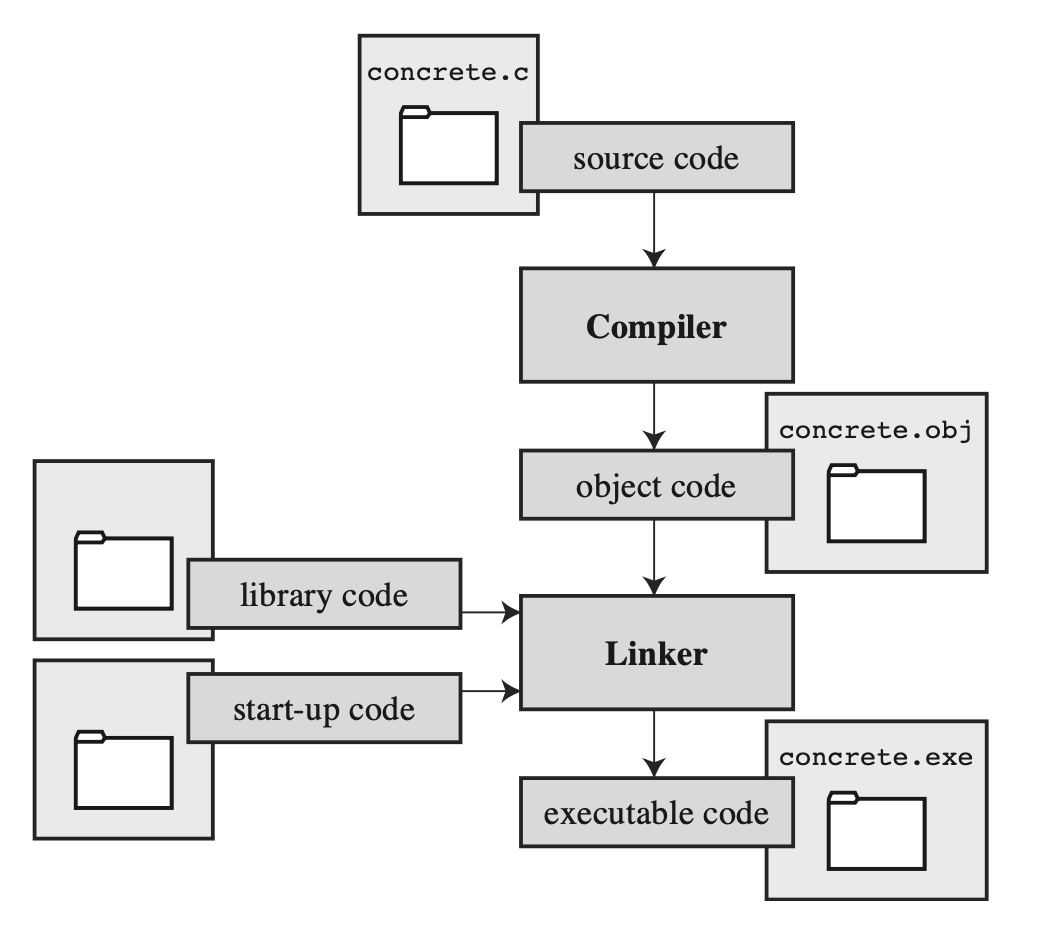 concrete.c
source code
Compiler
concrete.obj
object code
library code
Linker
start-up code
concrete.exe
executable code